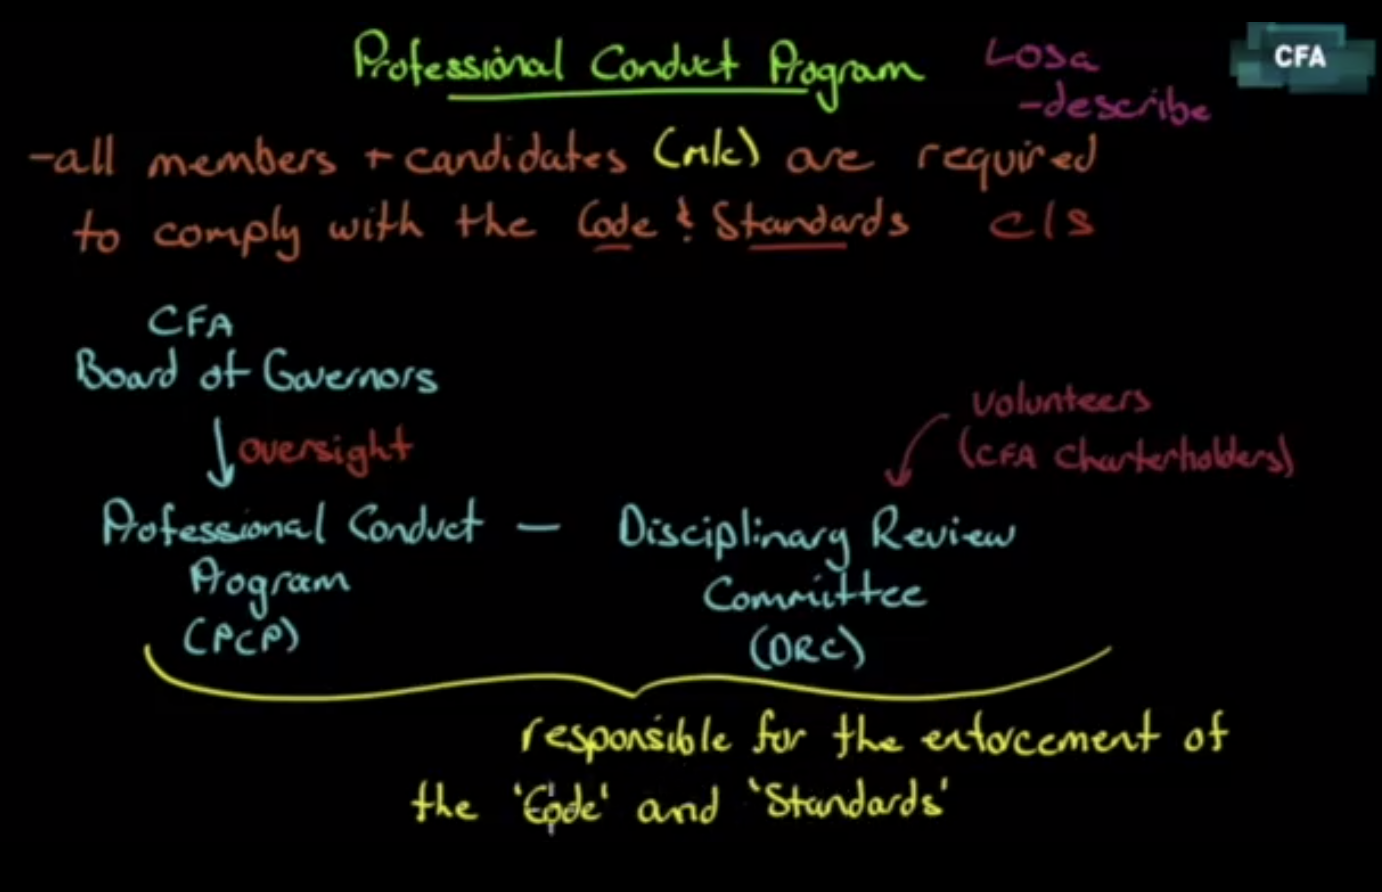 Professional Conduct Program
LOSa
-describe
CFA
-all members + candidates (m/c) are required
to comply with the Code & Standards C/S
CFA
Board of Governors
oversight
Volunteers
(CFA Charterholders)
Professional Conduct — Disciplinary Review
Program
Committee
(PCP)
(DRC)
responsible for the enforcement of
the 'Code' and 'Standards'